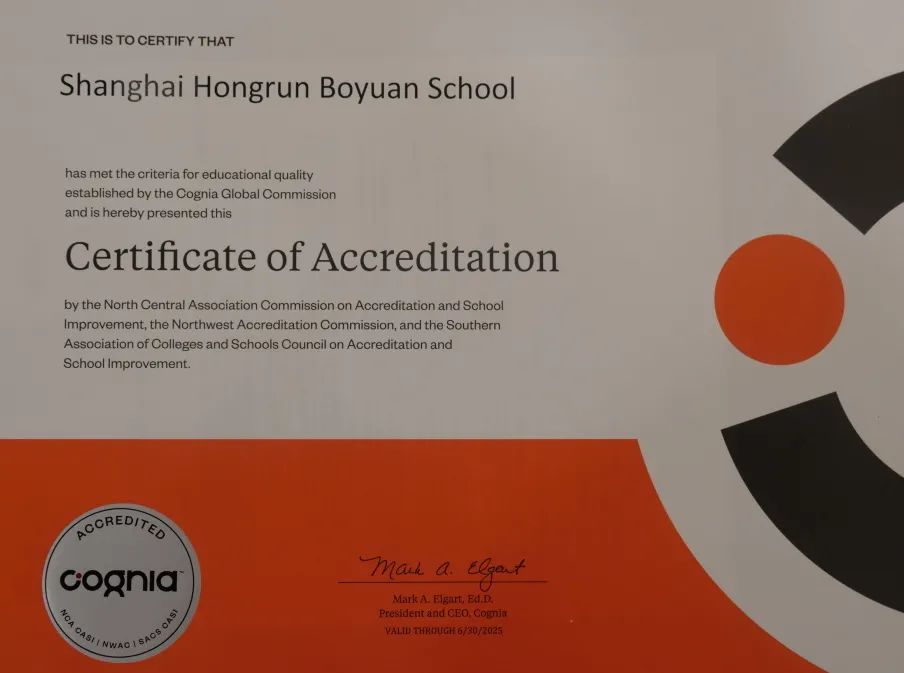 THIS IS TO CERTIFY THAT
Shanghai Hongrun Boyuan School
has met the criteria for educational quality
established by the Cognia Global Commission
and is hereby presented this
Certificate of Accreditation
by the North Central Association Commission on Accreditation and School
Improvement, the Northwest Accreditation Commission, and the Southern
Association of Colleges and Schools Council on Accreditation and
School Improvement.
ACCREDITED
cognia™
NCA CASI | NWAC | SACS CASI
Mark A. Elgart
Mark A. Elgart, Ed.D.
President and CEO, Cognia
VALID THROUGH 6/30/2025